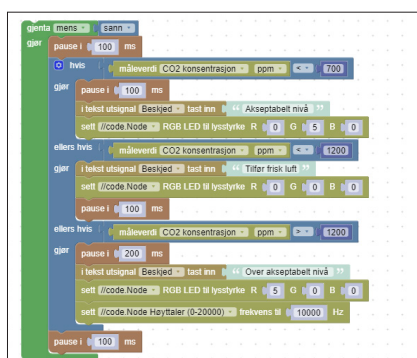 gjenta mens sann
gjør pause i 100 ms
hvis måleverdi CO2 konsentrasjon ppm < 700
gjør pause i 100 ms
i tekst utsignal Beskjed tast inn “ Akseptabelt nivå ”
sett //code.Node RGB LED til lysstyrke R 0 G 5 B 0
ellers hvis måleverdi CO2 konsentrasjon ppm < 1200
gjør i tekst utsignal Beskjed tast inn “ Tilfør frisk luft ”
sett //code.Node RGB LED til lysstyrke R 0 G 0 B 0
pause i 100 ms
ellers hvis måleverdi CO2 konsentrasjon ppm > 1200
gjør pause i 200 ms
i tekst utsignal Beskjed tast inn “ Over akseptabelt nivå ”
sett //code.Node RGB LED til lysstyrke R 5 G 0 B 0
sett //code.Node Høyttaler (0-20000) frekvens til 10000 Hz
pause i 100 ms